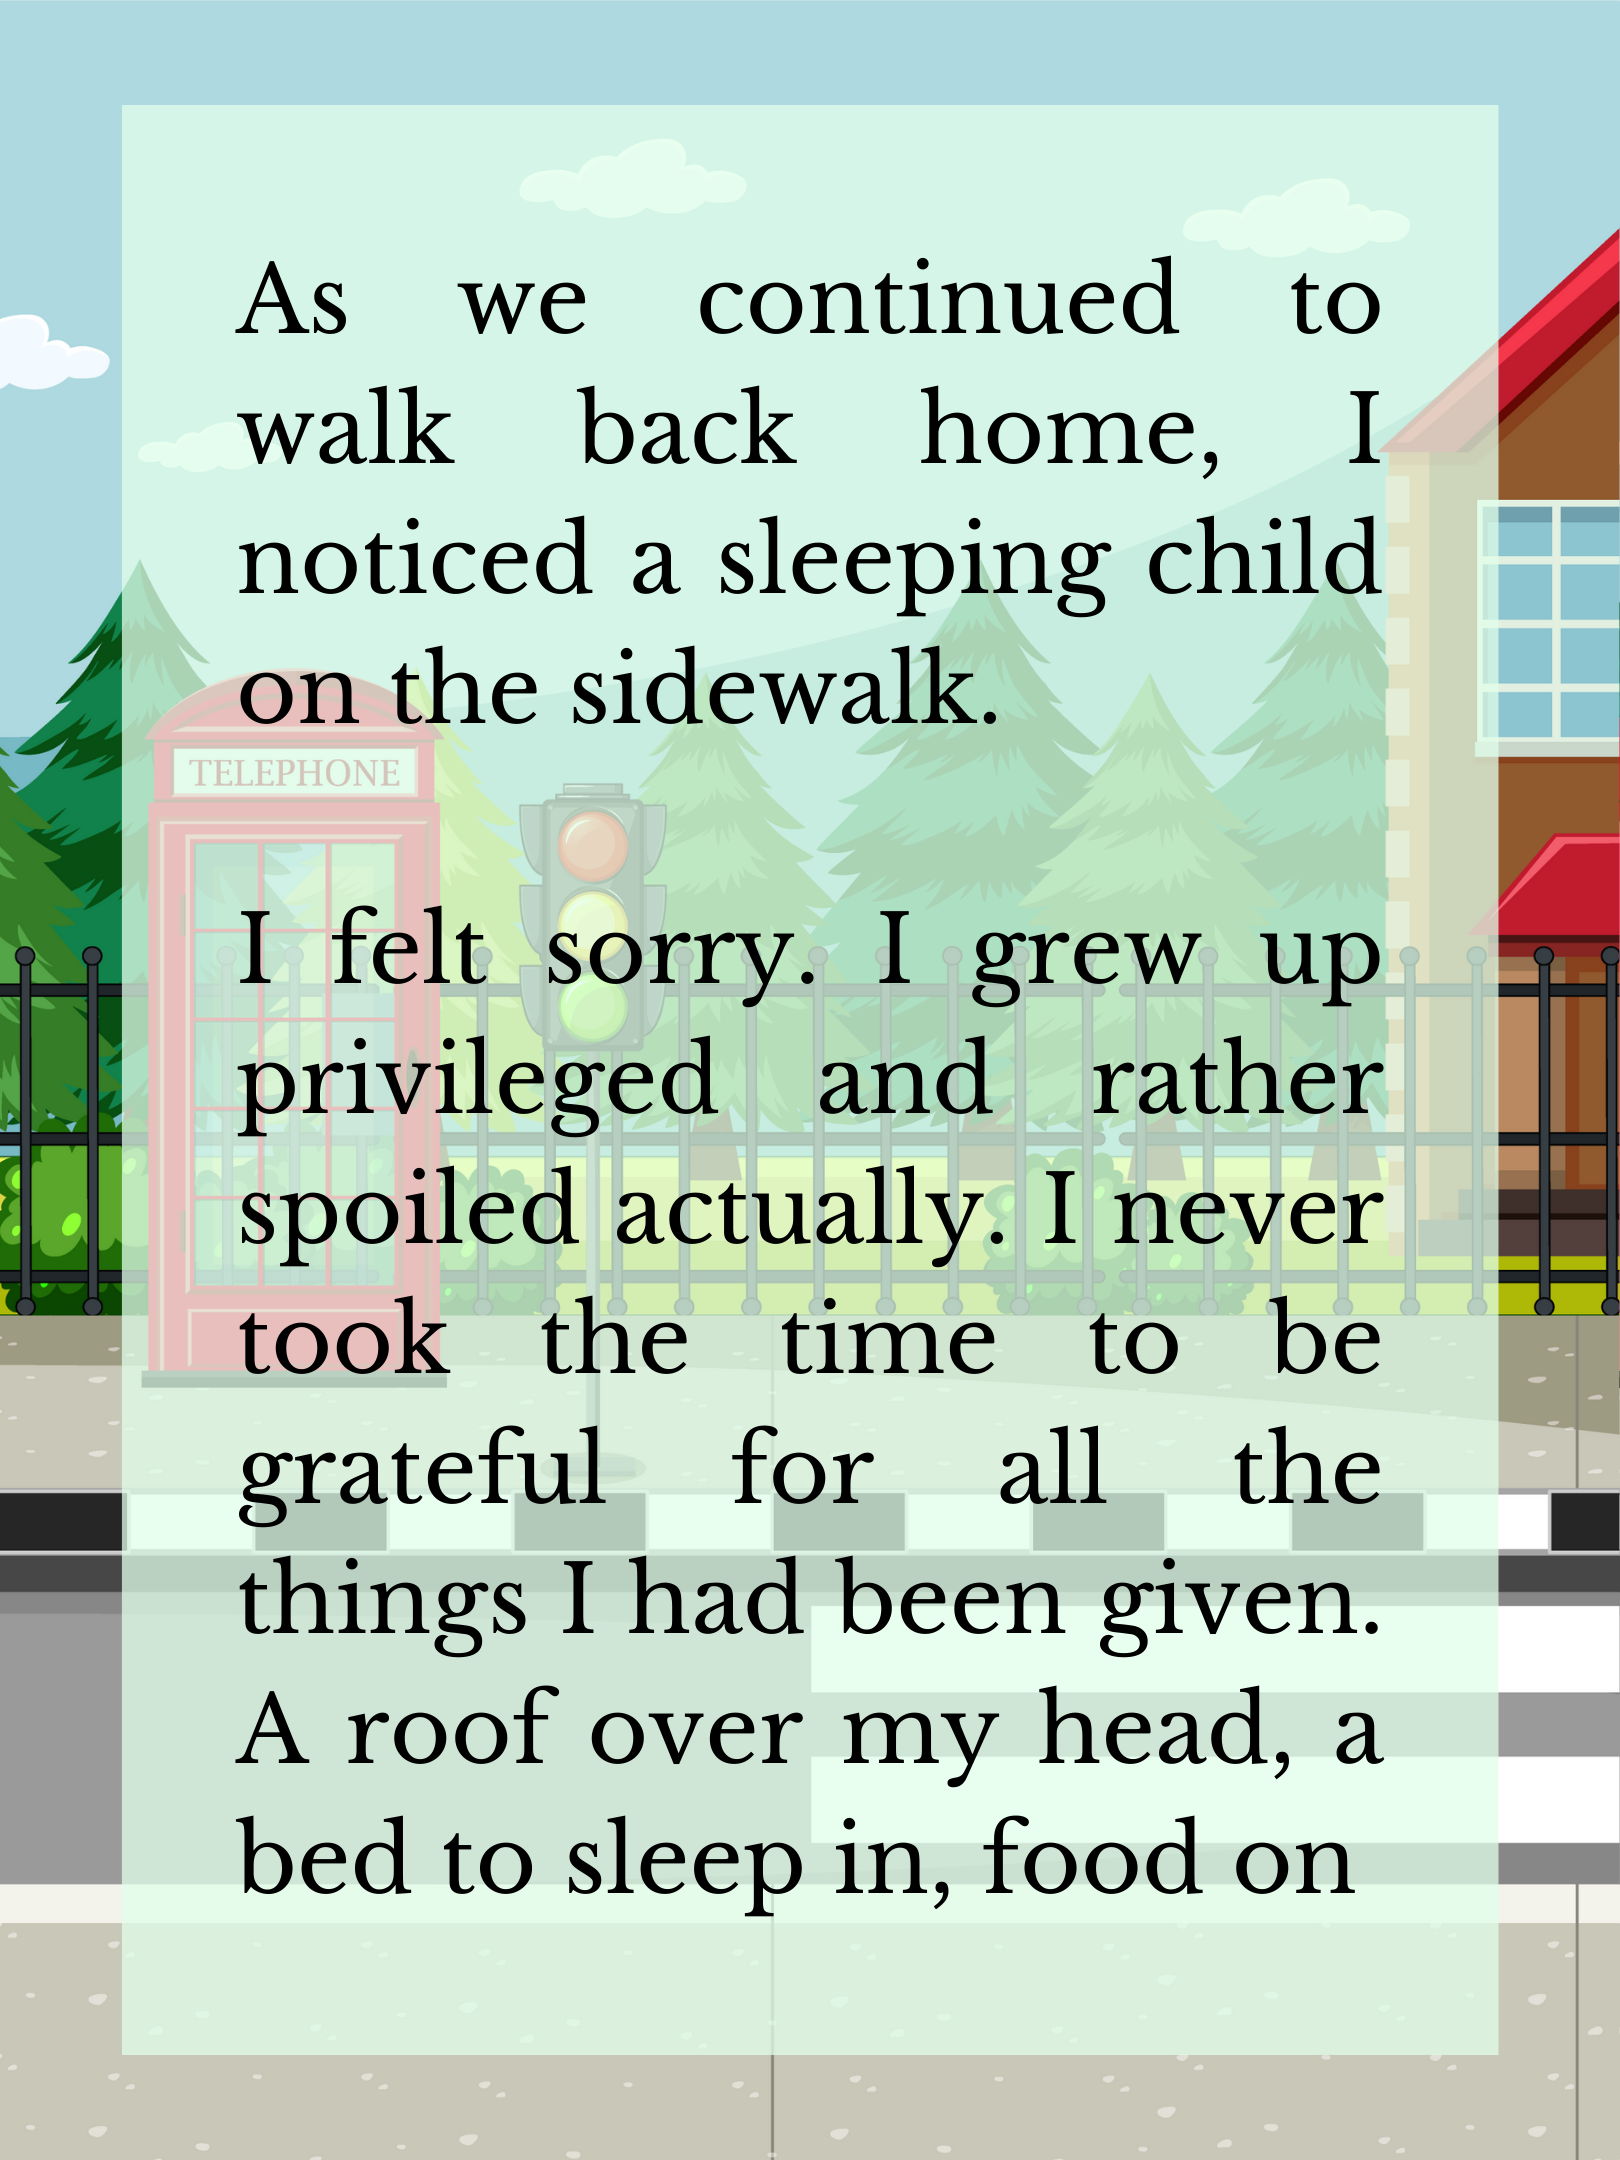 As we continued to
walk back home, I
noticed a sleeping child
on the sidewalk.
TELEPHONE
I felt sorry. I grew up
privileged and rather
spoiled actually. I never
took the time to be
grateful for all the
things I had been given.
A roof over my head, a
bed to sleep in, food on